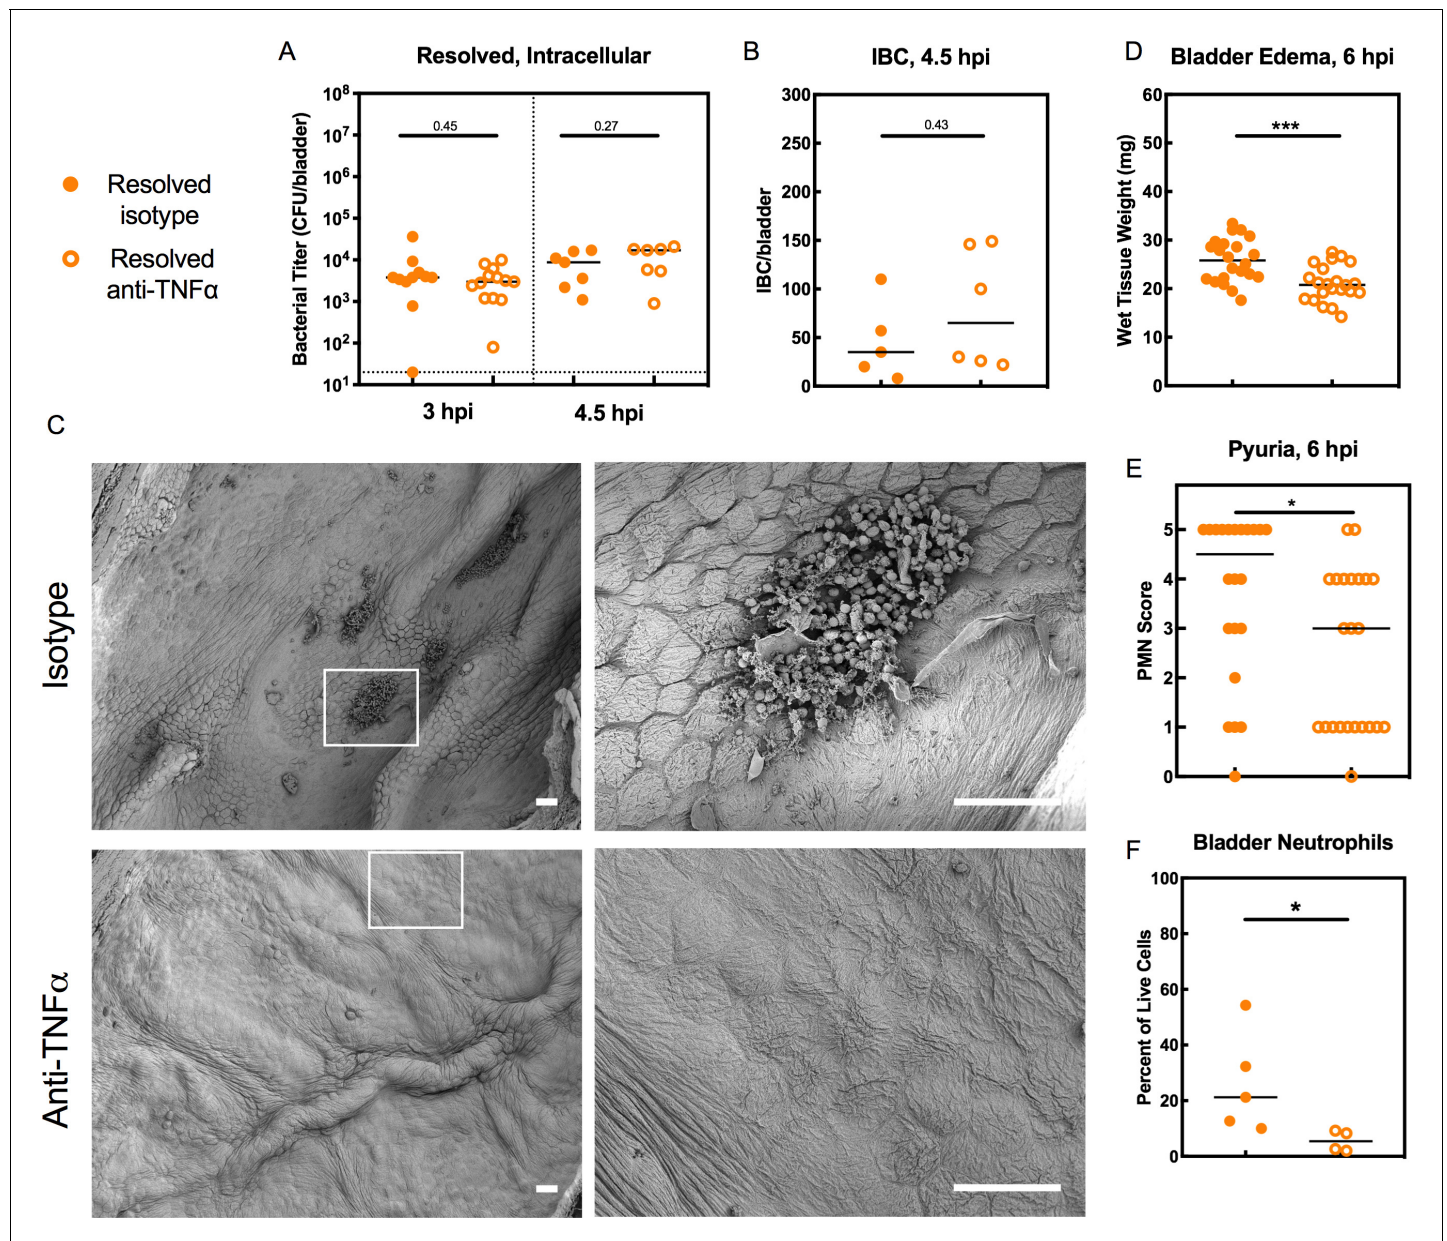 A
Resolved, Intracellular
Bacterial Titer (CFU/bladder)
10⁸
10⁷
10⁶
10⁵
10⁴
10³
10²
10¹
0.45
0.27
3 hpi
4.5 hpi
Resolved
isotype
Resolved
anti-TNFα
B
IBC, 4.5 hpi
IBC/bladder
300
250
200
150
100
50
0
0.43
D
Bladder Edema, 6 hpi
Wet Tissue Weight (mg)
60
50
40
30
20
10
0
***
C
Isotype
Anti-TNFα
E
Pyuria, 6 hpi
PMN Score
5
4
3
2
1
0
*
F
Bladder Neutrophils
Percent of Live Cells
100
80
60
40
20
0
*